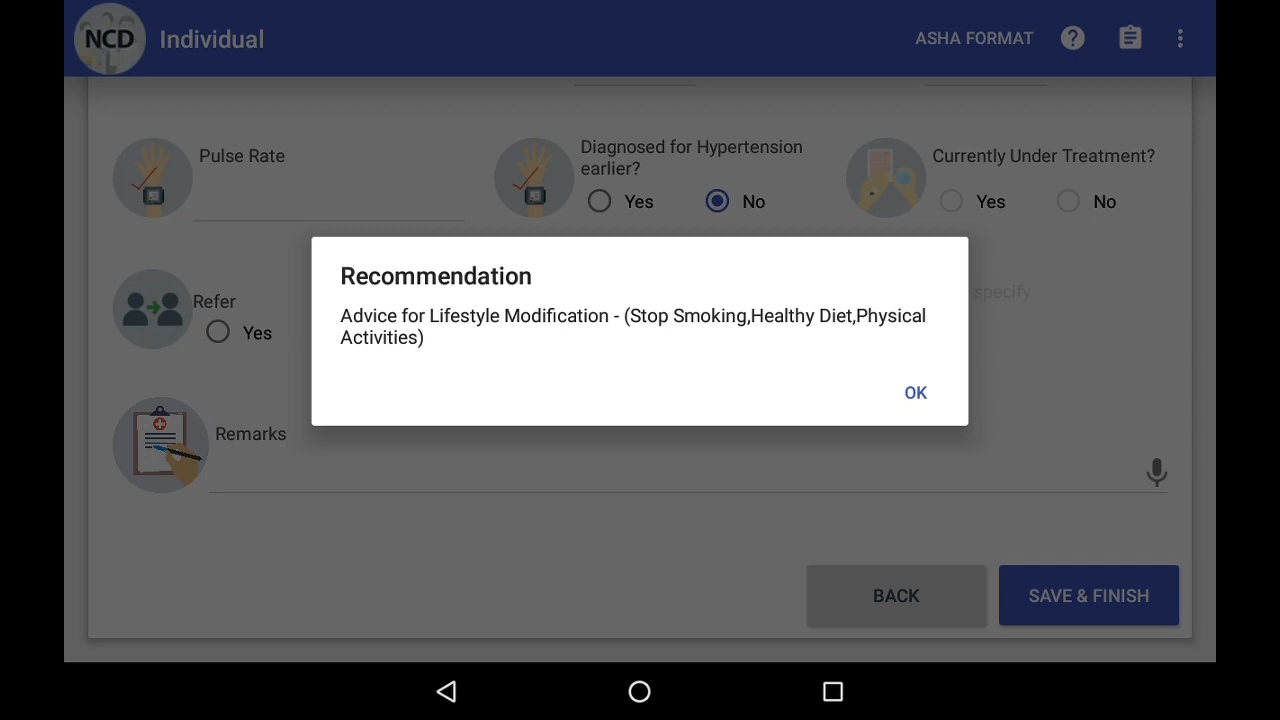 NCD Individual ASHA FORMAT
Pulse Rate
Diagnosed for Hypertension
earlier?
Yes No
Currently Under Treatment?
Yes No
Refer
Yes
specify
Recommendation
Advice for Lifestyle Modification - (Stop Smoking,Healthy Diet,Physical
Activities)
OK
Remarks
BACK SAVE & FINISH